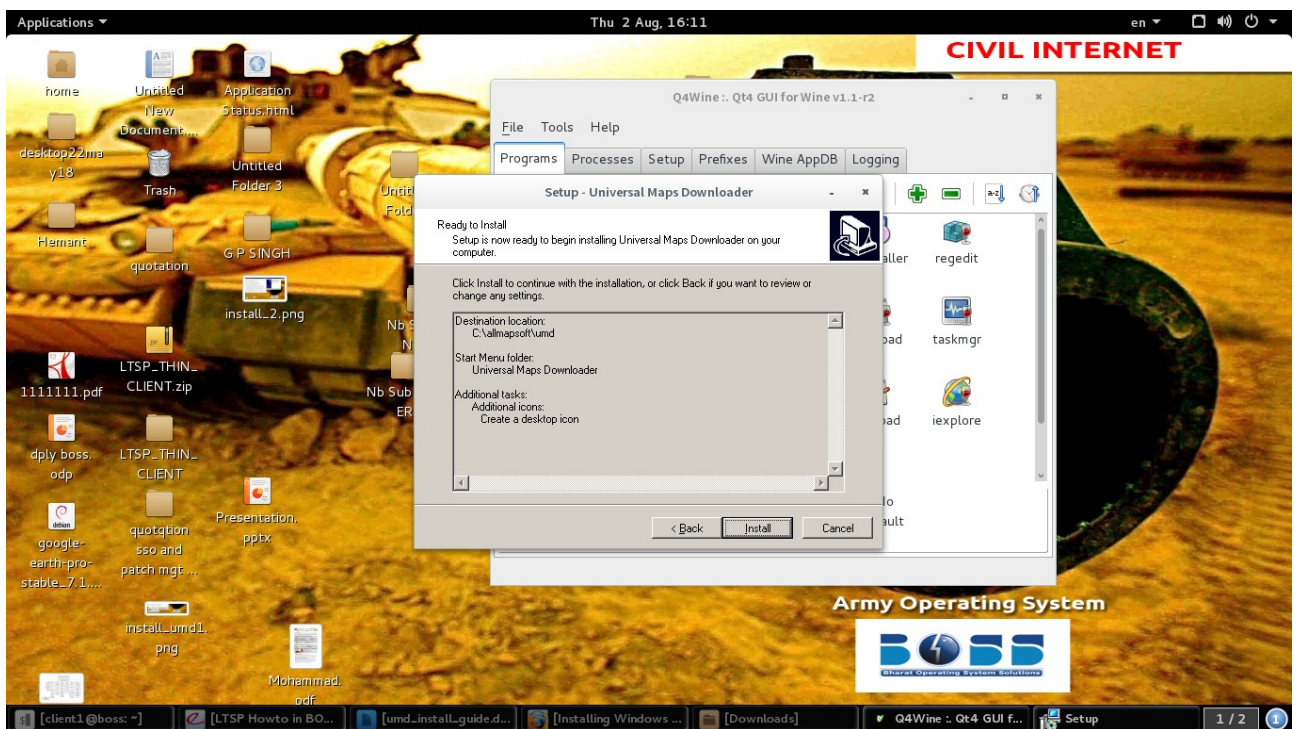 Applications
Thu 2 Aug, 16:11
en
CIVIL INTERNET
home
Untitled
New
Document....
Application
Status.html
desktop22ma
y18
Trash
Untitled
Folder 3
Hemant
quotation
G P SINGH
install_2.png
1111111.pdf
LTSP_THIN_
CLIENT.zip
Nb Sub
ER
dply boss.
odp
LTSP_THIN_
CLIENT
debian
google-
earth-pro-
stable_7.1....
quotqtion
sso and
patch mgt ...
Presentation.
pptx
install_umd1.
png
Mohammad.
pdf
Q4Wine :. Qt4 GUI for Wine v1.1-r2
File Tools Help
Programs Processes Setup Prefixes Wine AppDB Logging
a-z
regedit
taskmgr
iexplore
Setup - Universal Maps Downloader
Ready to Install
Setup is now ready to begin installing Universal Maps Downloader on your
computer.
Click Install to continue with the installation, or click Back if you want to review or
change any settings.
Destination location:
C:\allmapsoft\umd
Start Menu folder:
Universal Maps Downloader
Additional tasks:
Additional icons:
Create a desktop icon
< Back Install Cancel
Army Operating System
BOSS
Bharat Operating System Solutions
[client1@boss: ~] [LTSP Howto in BO... [umd_install_guide.d... [Installing Windows ... [Downloads] Q4Wine :. Qt4 GUI f... Setup 1 / 2 1